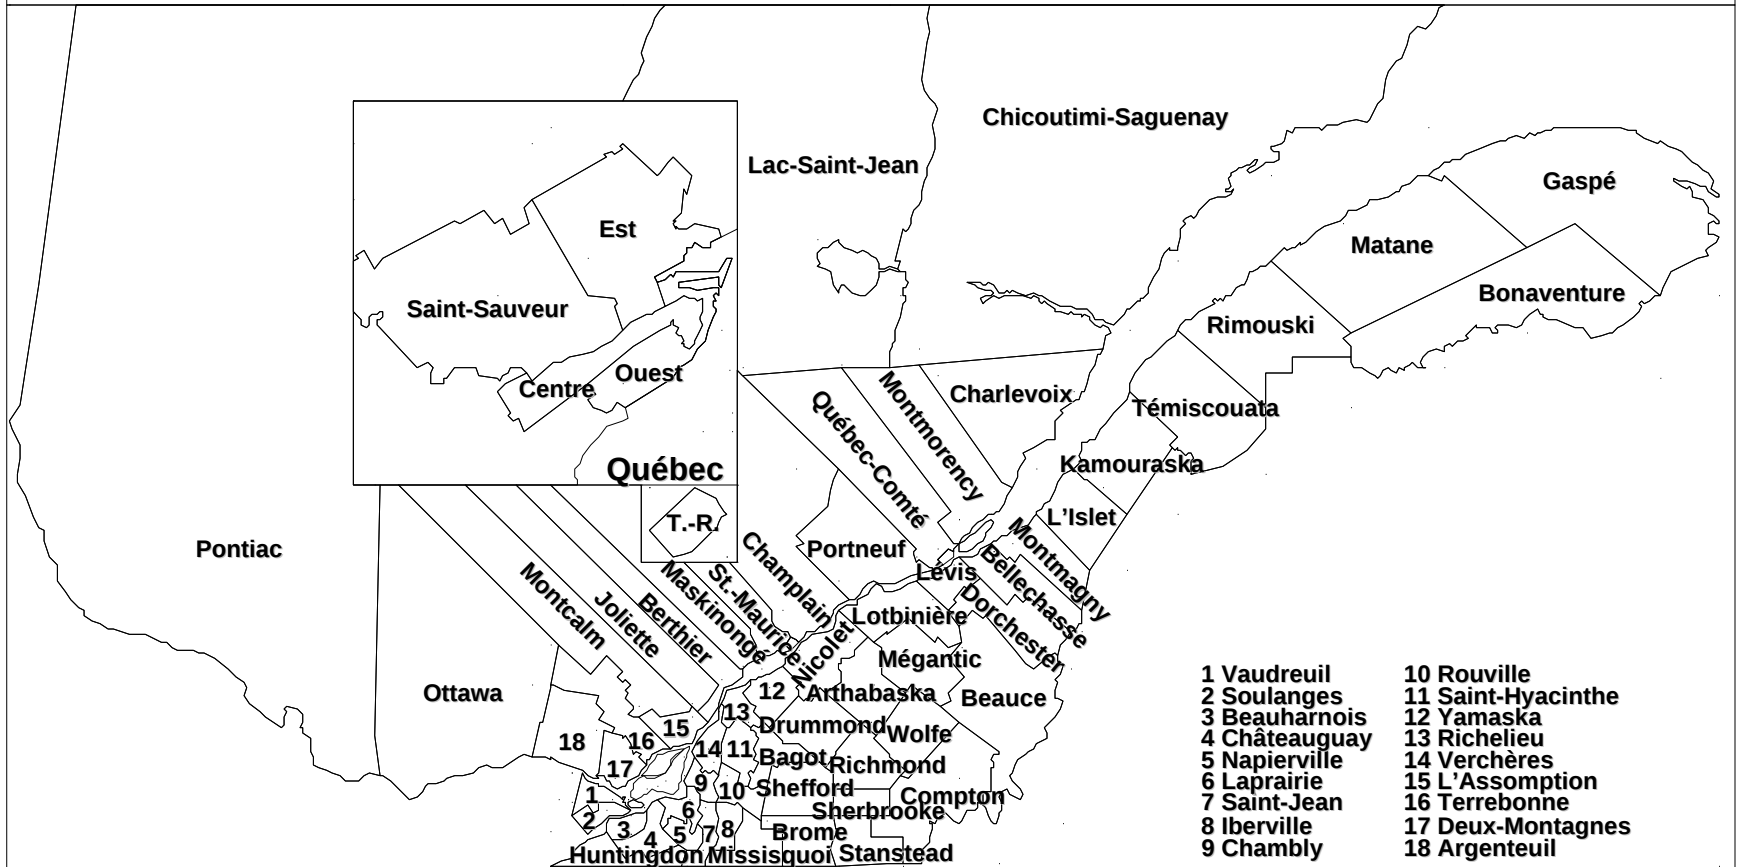 Chicoutimi-Saguenay
Lac-Saint-Jean
Gaspé
Est
Matane
Bonaventure
Saint-Sauveur
Rimouski
Ouest
Centre
Charlevoix
Montmorency
Québec-Comté
Témiscouata
Kamouraska
Québec
L’Islet
T.-R.
Pontiac
Portneuf
Champlain
Montmagny
Bellechasse
Lévis
Dorchester
St.-Maurice
Maskinongé
Berthier
Joliette
Montcalm
Lotbinière
Nicolet
Mégantic
Ottawa
12
Arthabaska
Beauce
13
Drummond
15
Wolfe
18
16
14
11
Bagot
Richmond
17
9
10
Shefford
1
Compton
Sherbrooke
6
2
3
4
5
7
8
Brome
Huntingdon
Missisquoi
Stanstead
1 Vaudreuil
2 Soulanges
3 Beauharnois
4 Châteauguay
5 Napierville
6 Laprairie
7 Saint-Jean
8 Iberville
9 Chambly
10 Rouville
11 Saint-Hyacinthe
12 Yamaska
13 Richelieu
14 Verchères
15 L’Assomption
16 Terrebonne
17 Deux-Montagnes
18 Argenteuil